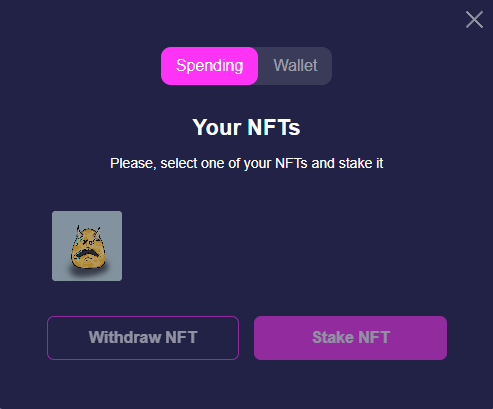 Spending
Wallet
Your NFTs
Please, select one of your NFTs and stake it
Withdraw NFT
Stake NFT